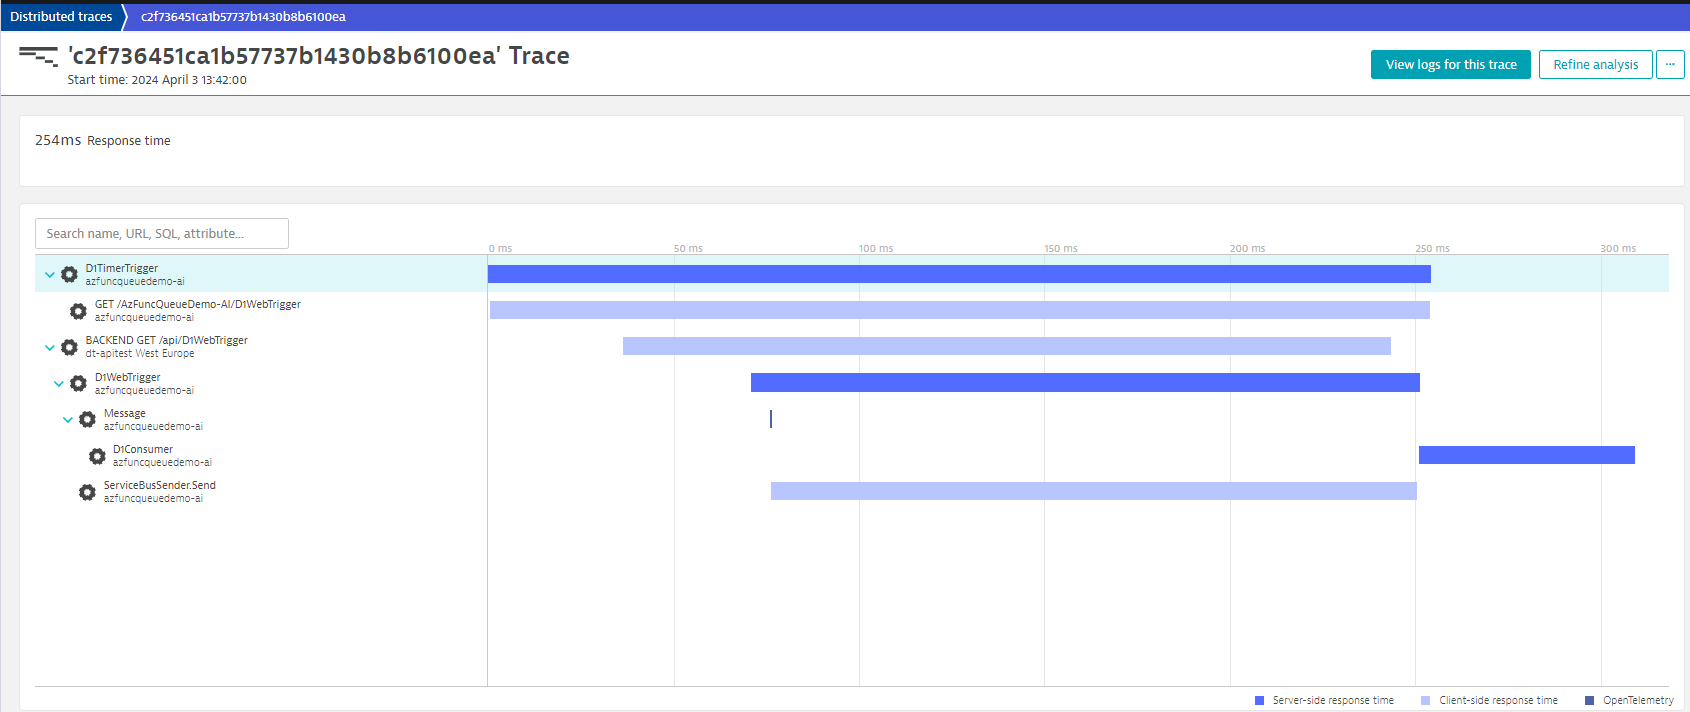 Distributed traces
c2f736451ca1b57737b1430b8b6100ea
'c2f736451ca1b57737b1430b8b6100ea' Trace
Start time: 2024 April 3 13:42:00
View logs for this trace
Refine analysis
...
254ms Response time
Search name, URL, SQL, attribute...
0 ms
50 ms
100 ms
150 ms
200 ms
250 ms
300 ms
D1TimerTrigger
azfuncqueuedemo-ai
GET /AzFuncQueueDemo-AI/D1WebTrigger
azfuncqueuedemo-ai
BACKEND GET /api/D1WebTrigger
dt-apitest West Europe
D1WebTrigger
azfuncqueuedemo-ai
Message
azfuncqueuedemo-ai
D1Consumer
azfuncqueuedemo-ai
ServiceBusSender.Send
azfuncqueuedemo-ai
Server-side response time
Client-side response time
OpenTelemetry